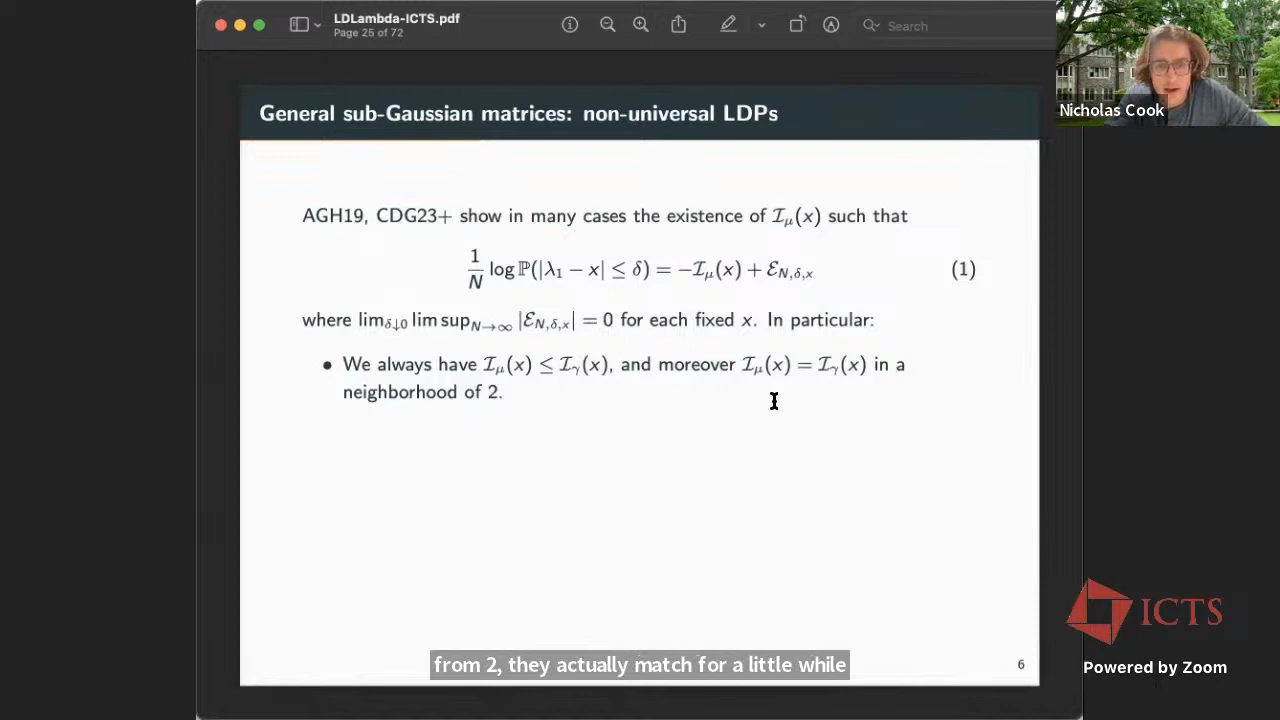 LDLambda-ICTS.pdf
Page 25 of 72
Search
Nicholas Cook
General sub-Gaussian matrices: non-universal LDPs
AGH19, CDG23+ show in many cases the existence of 𝓘_μ(x) such that
1/N log ℙ(|λ₁ − x| ≤ δ) = −𝓘_μ(x) + 𝓔_{N,δ,x} (1)
where lim_{δ↓0} lim sup_{N→∞} |𝓔_{N,δ,x}| = 0 for each fixed x. In particular:
• We always have 𝓘_μ(x) ≤ 𝓘_γ(x), and moreover 𝓘_μ(x) = 𝓘_γ(x) in a
neighborhood of 2.
ICTS
from 2, they actually match for a little while
6
Powered by Zoom